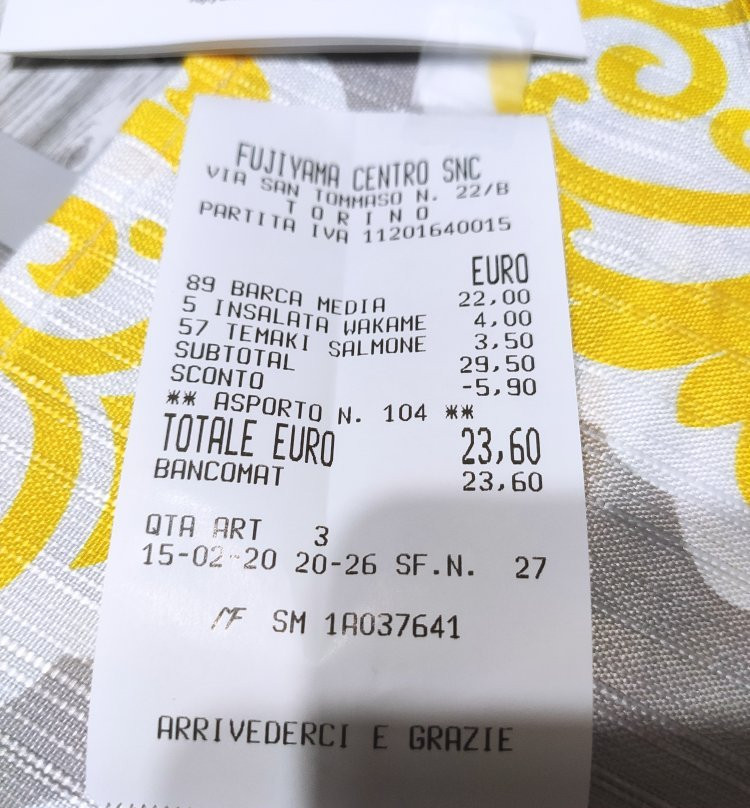 FUJIYAMA CENTRO SNC
VIA SAN TOMMASO N. 22/B
T O R I N O
PARTITA IVA 11201640015
EURO
89 BARCA MEDIA 22,00
5 INSALATA WAKAME 4,00
57 TEMAKI SALMONE 3,50
SUBTOTAL 29,50
SCONTO -5,90
** ASPORTO N. 104 **
TOTALE EURO 23,60
BANCOMAT 23,60
QTA ART 3
15-02-20 20-26 SF.N. 27
MF SM 1A037641
ARRIVEDERCI E GRAZIE